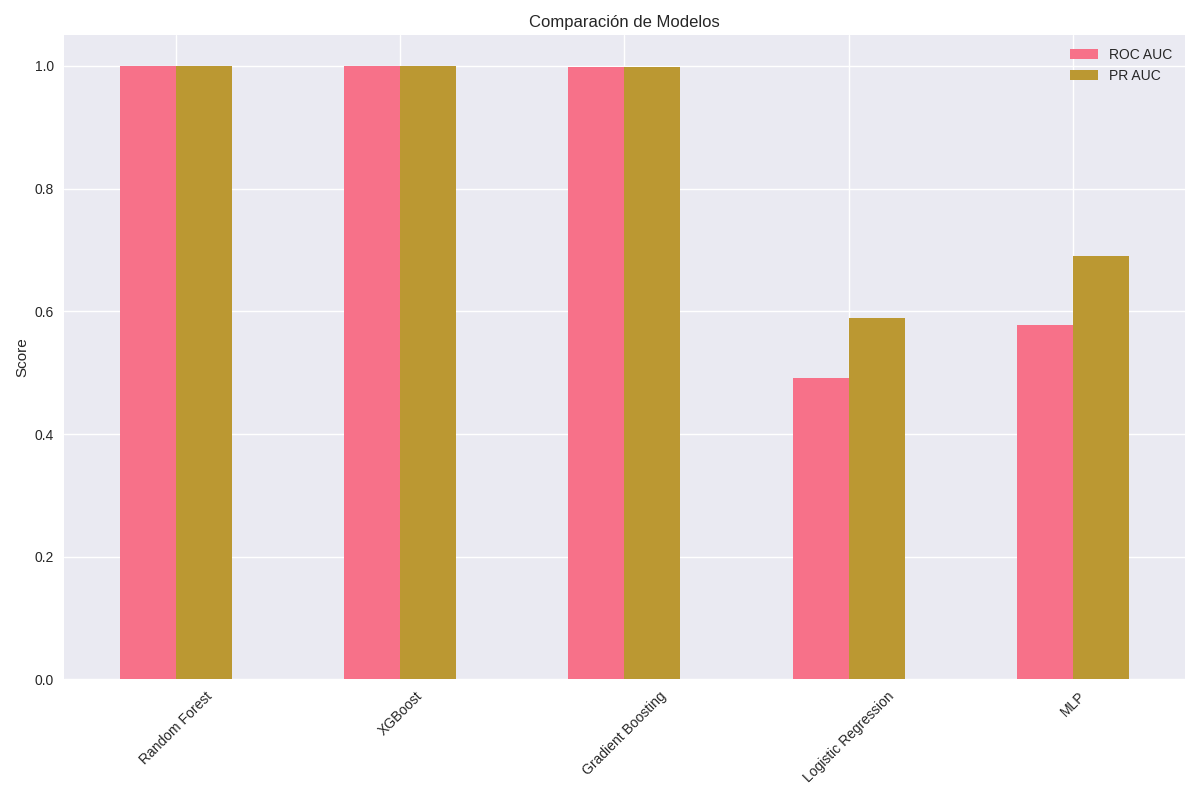 Comparación de Modelos
ROC AUC
PR AUC
Score
1.0
0.8
0.6
0.4
0.2
0.0
Random Forest
XGBoost
Gradient Boosting
Logistic Regression
MLP